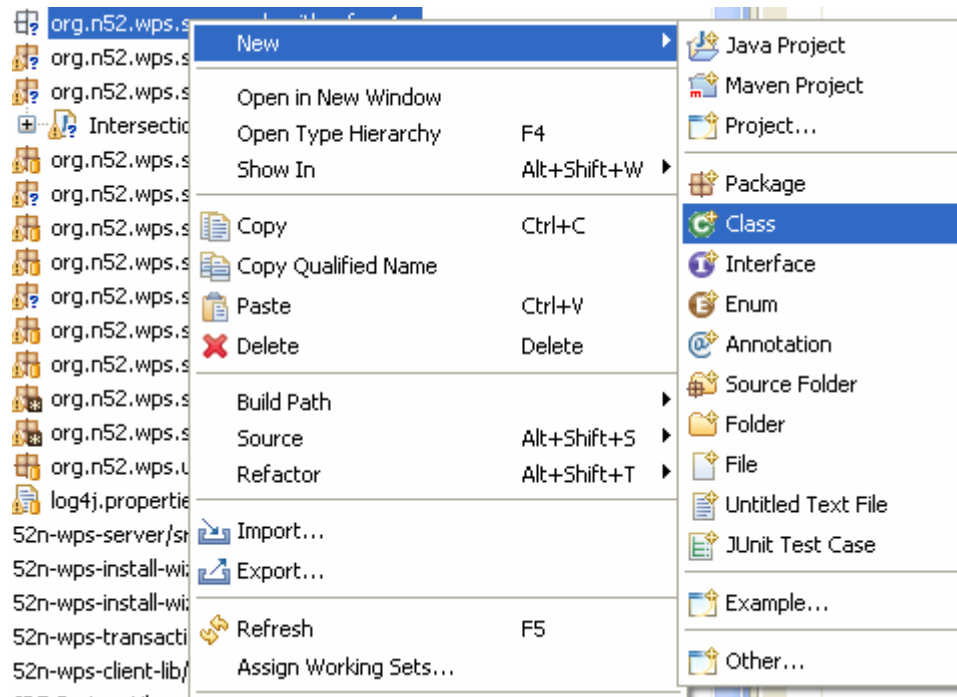 org.n52.wps.s
org.n52.wps.s
org.n52.wps.s
Intersectio
org.n52.wps.s
org.n52.wps.s
org.n52.wps.s
org.n52.wps.s
org.n52.wps.s
org.n52.wps.s
org.n52.wps.s
org.n52.wps.s
org.n52.wps.s
org.n52.wps.u
log4j.propertie
52n-wps-server/sr
52n-wps-install-wiz
52n-wps-install-wiz
52n-wps-transacti
52n-wps-client-lib/
New
Open in New Window
Open Type Hierarchy F4
Show In Alt+Shift+W
Copy Ctrl+C
Copy Qualified Name
Paste Ctrl+V
Delete Delete
Build Path
Source Alt+Shift+S
Refactor Alt+Shift+T
Import...
Export...
Refresh F5
Assign Working Sets...
Java Project
Maven Project
Project...
Package
Class
Interface
Enum
Annotation
Source Folder
Folder
File
Untitled Text File
JUnit Test Case
Example...
Other...